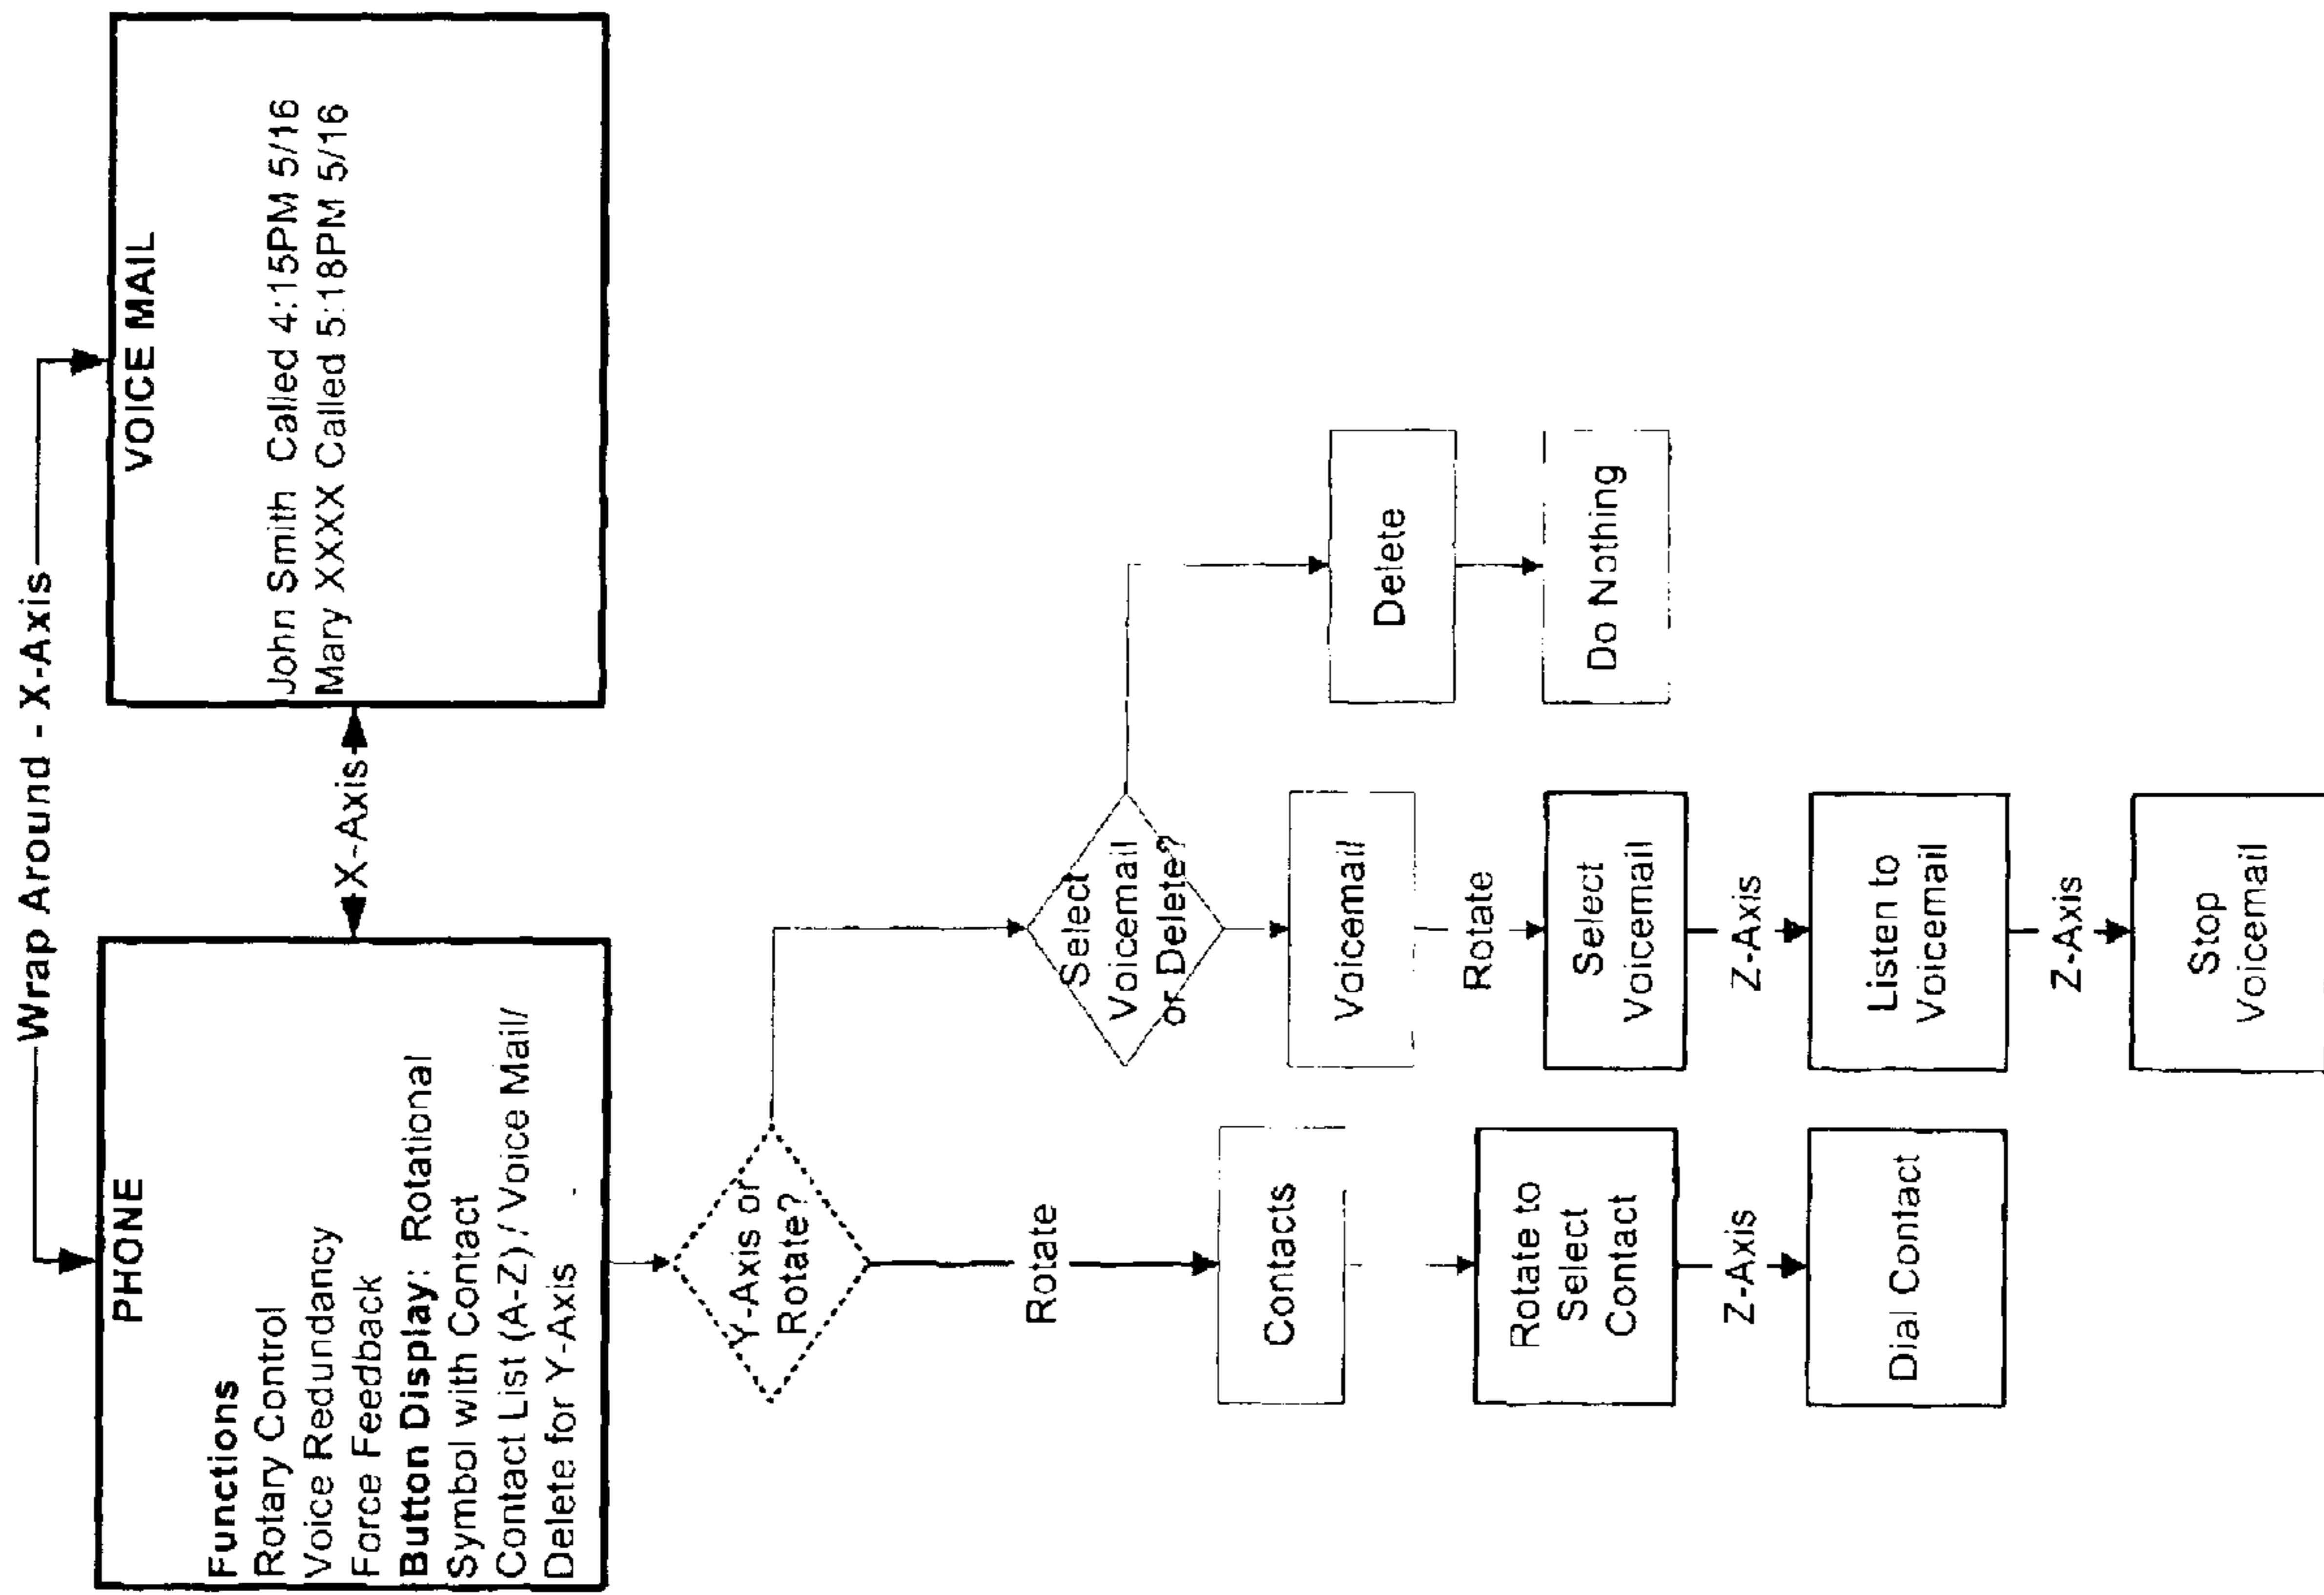 Wrap Around - X-Axis
PHONE
Functions
Rotary Control
Voice Redundancy
Force Feedback
Button Display: Rotational
Symbol with Contact
Contact List (A-Z) / Voice Mail/
Delete for Y-Axis
X-Axis
VOICE MAIL
John Smith Called 4:15PM 5/16
Mary XXXX Called 5:18PM 5/16
Y-Axis or
Rotate?
Rotate
Contacts
Rotate to
Select
Contact
Z-Axis
Dial Contact
Select
Voicemail
or Delete?
Voicemail
Rotate
Select
Voicemail
Z-Axis
Listen to
Voicemail
Z-Axis
Stop
Voicemail
Delete
Do Nothing